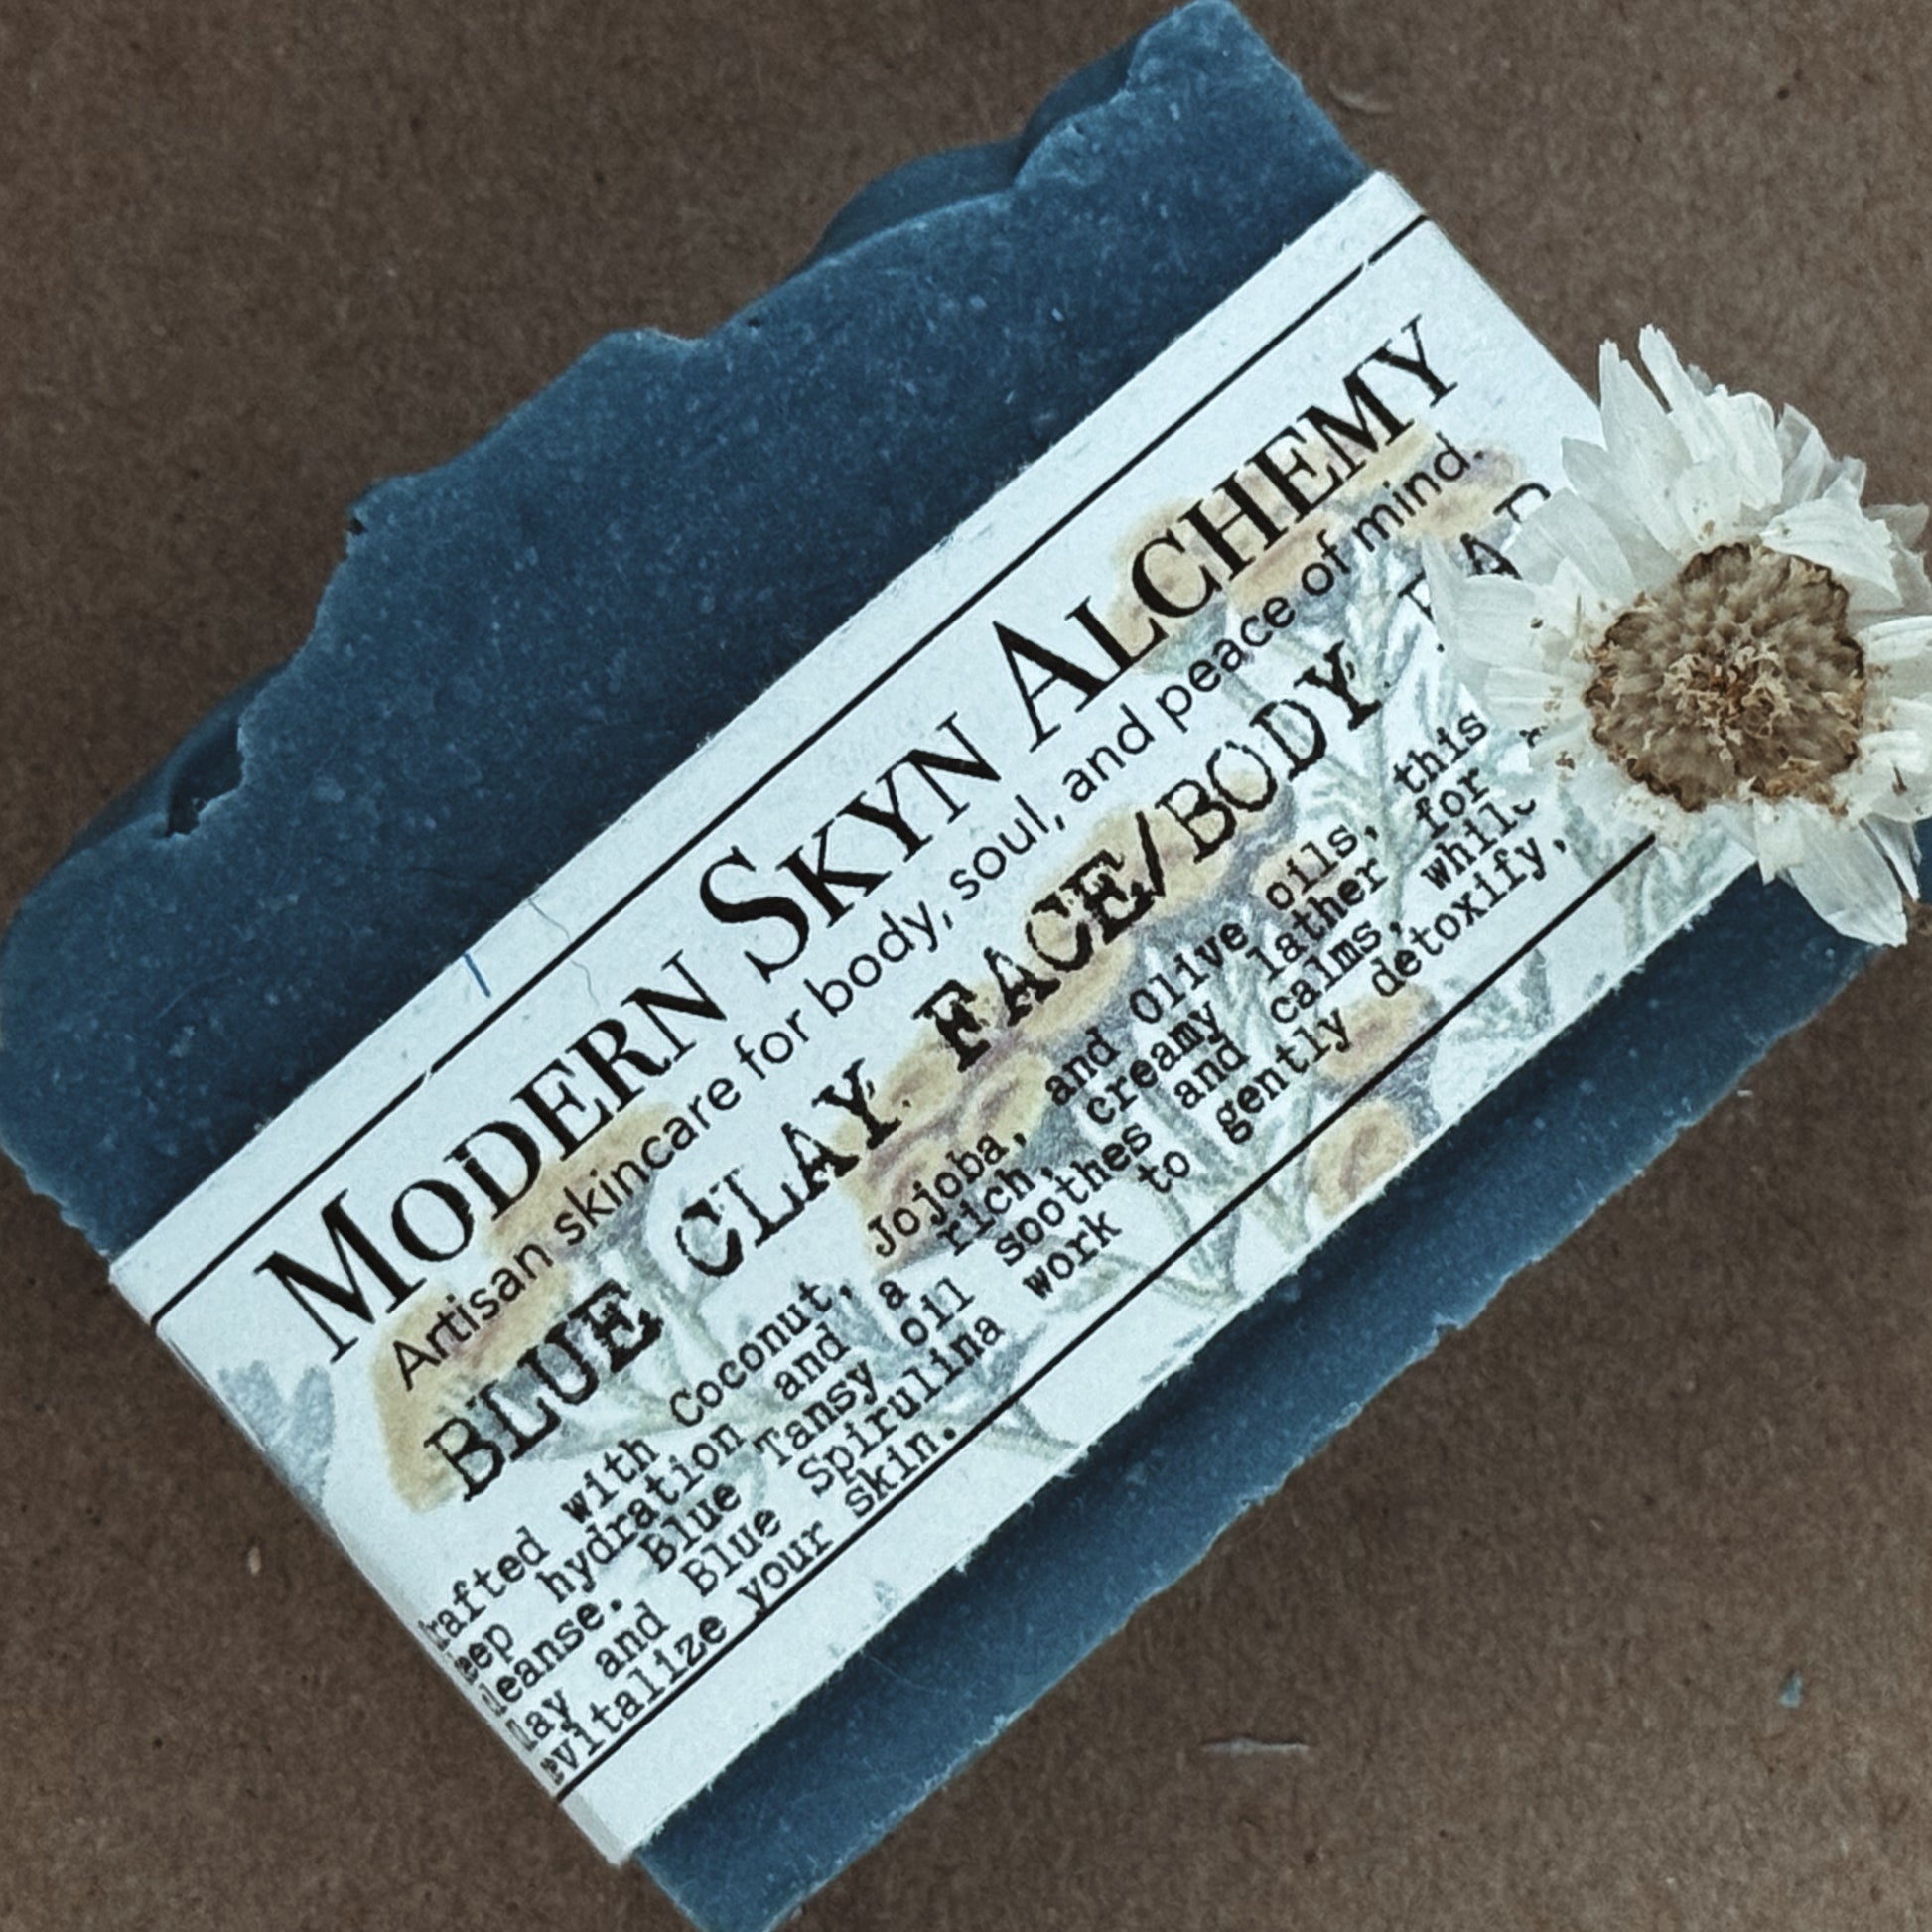 MODERN SKYN ALCHEMY
Artisan skincare for body, soul, and peace of mind.
BLUE CLAY FACE/BODY BAR
rafted with Coconut, Jojoba, and Olive oils, this
eep hydration and a rich, creamy lather for
leanse. Blue Tansy Oil soothes and calms, while
lay and Blue Spirulina work to gently detoxify,
evitalize your skin.